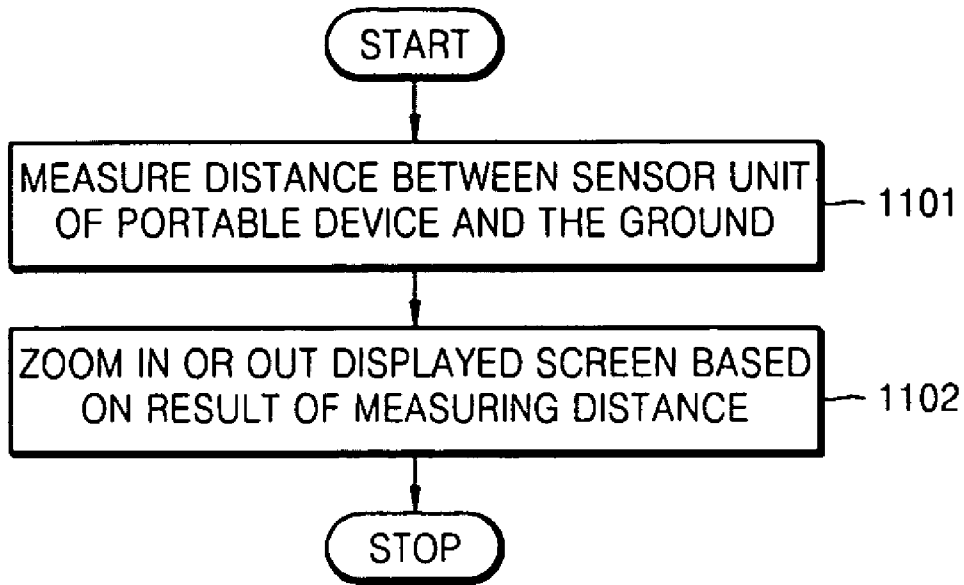 START
MEASURE DISTANCE BETWEEN SENSOR UNIT
OF PORTABLE DEVICE AND THE GROUND
1101
ZOOM IN OR OUT DISPLAYED SCREEN BASED
ON RESULT OF MEASURING DISTANCE
1102
STOP